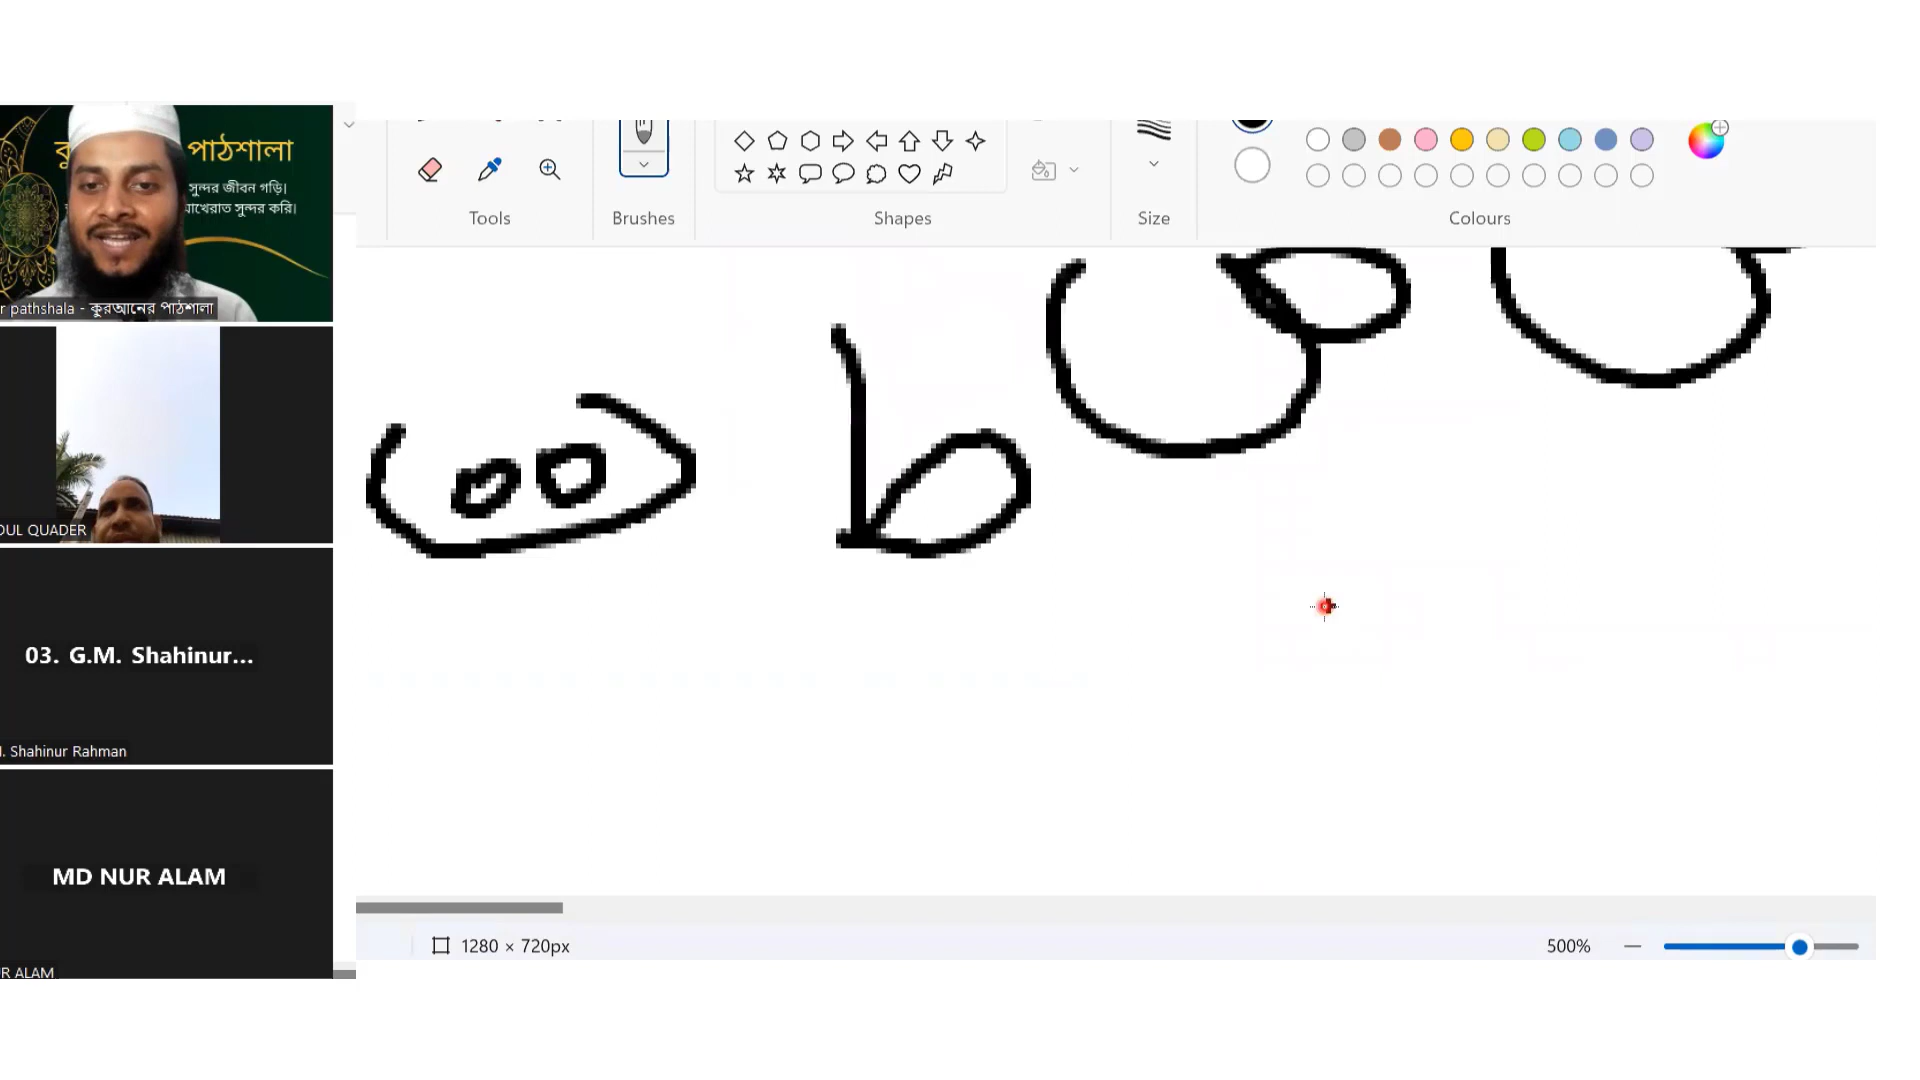 পাঠশালা
সুন্দর জীবন গড়ি।
আখেরাত সুন্দর করি।
r pathshala - কুরআনের পাঠশালা
DUL QUADER
03. G.M. Shahinur...
. Shahinur Rahman
MD NUR ALAM
R ALAM
Tools
Brushes
Shapes
Size
Colours
1280 × 720px
500%